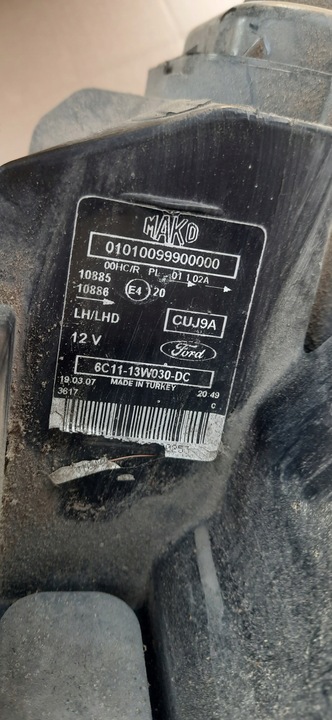 MAKO
01010099900000
00HC/R PL 01 02A
10885
10886 E4 20
LH/LHD CUJ9A
12 V Ford
6C11-13W030-DC
19.03.07 MADE IN TURKEY 20 49
3617 C